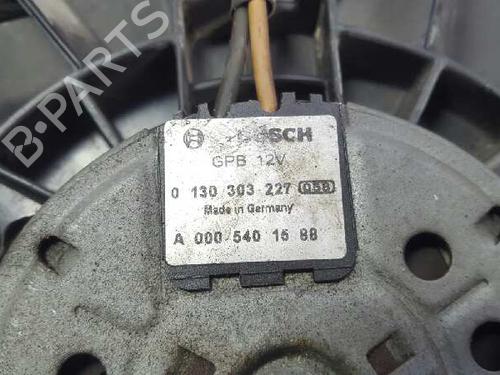 B-PARTS
BOSCH
GPB 12V
0 130 303 227 058
Made in Germany
A 000 540 15 88